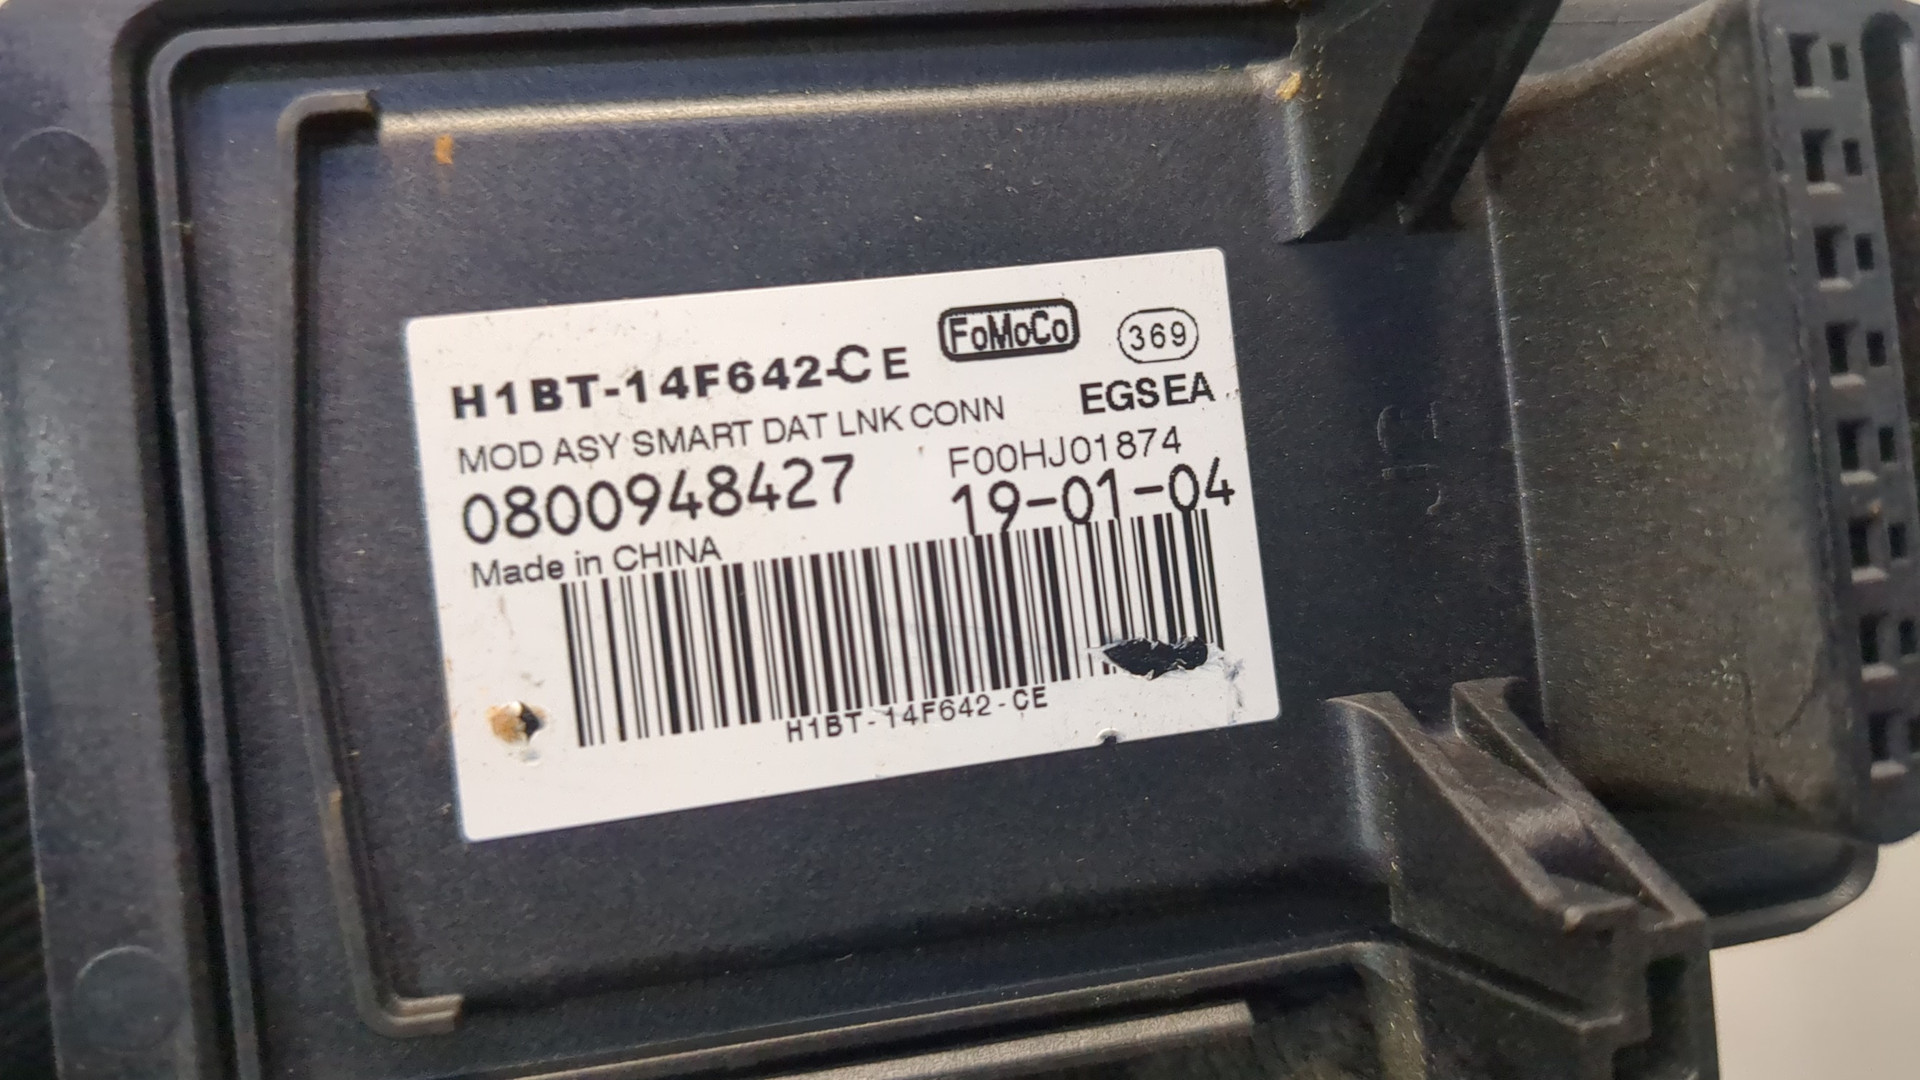 FoMoCo
369
H1BT-14F642-CE
EGSEA
MOD ASY SMART DAT LNK CONN
F00HJ01874
0800948427
19-01-04
Made in CHINA
H1BT-14F642-CE